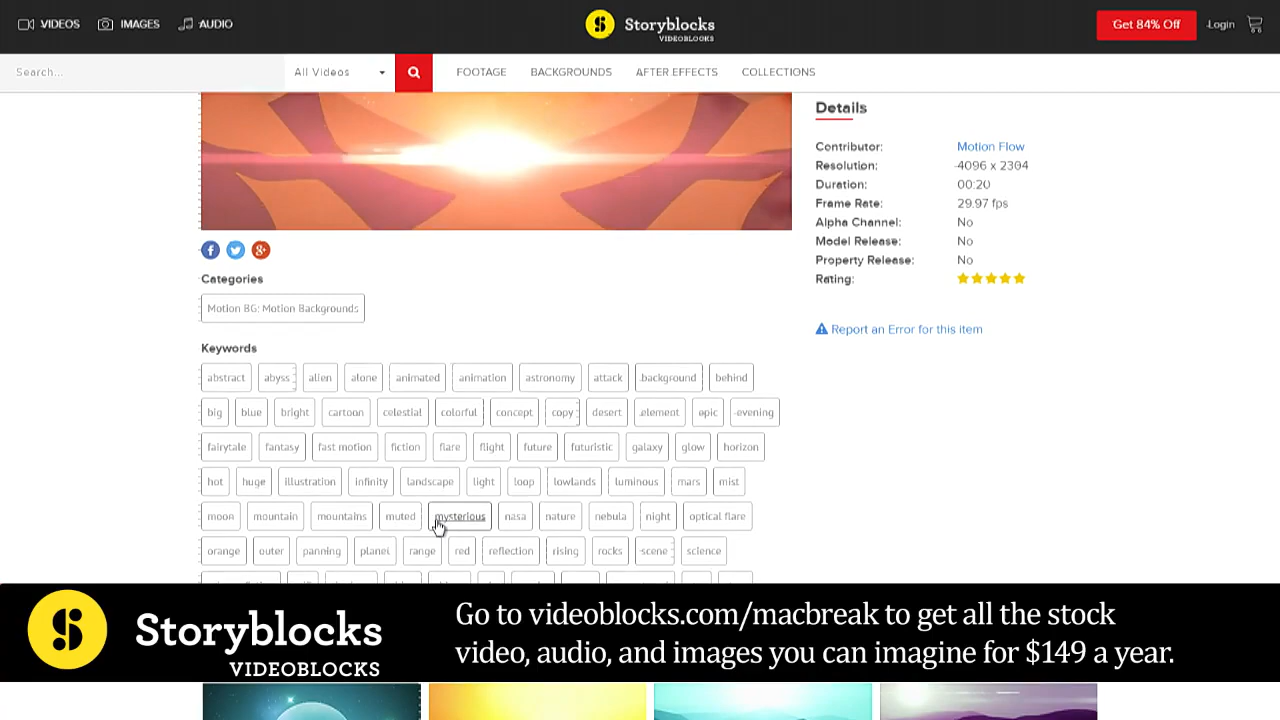 VIDEOS IMAGES AUDIO Storyblocks VIDEOBLOCKS Get 84% Off Login
Search... All Videos FOOTAGE BACKGROUNDS AFTER EFFECTS COLLECTIONS
Details
Contributor: Motion Flow
Resolution: 4096 x 2304
Duration: 00:20
Frame Rate: 29.97 fps
Alpha Channel: No
Model Release: No
Property Release: No
Rating:
Report an Error for this item
Categories
Motion BG: Motion Backgrounds
Keywords
abstract abyss alien alone animated animation astronomy attack background behind
big blue bright cartoon celestial colorful concept copy desert element epic evening
fairytale fantasy fast motion fiction flare flight future futuristic galaxy glow horizon
hot huge illustration infinity landscape light loop lowlands luminous mars mist
moon mountain mountains muted mysterious nasa nature nebula night optical flare
orange outer panning planet range red reflection rising rocks scene science
Storyblocks
VIDEOBLOCKS
Go to videoblocks.com/macbreak to get all the stock
video, audio, and images you can imagine for $149 a year.